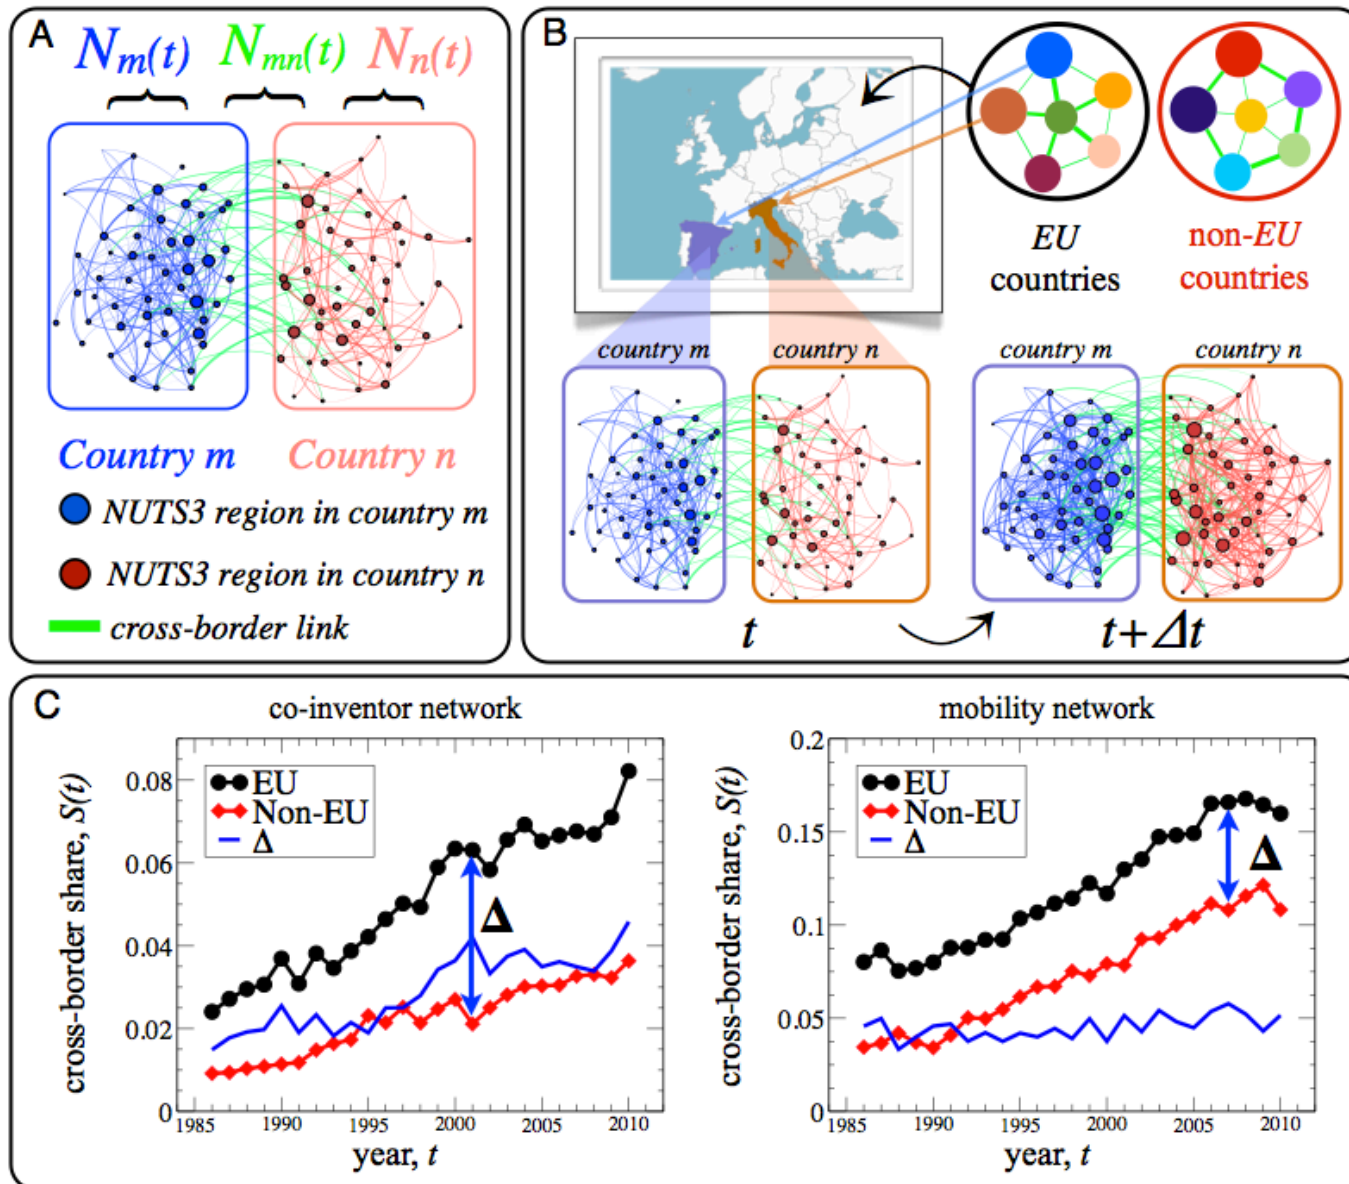 A
Nm(t) Nmn(t) Nn(t)
Country m Country n
NUTS3 region in country m
NUTS3 region in country n
cross-border link
B
EU
countries
non-EU
countries
country m country n country m country n
t t+Δt
C
co-inventor network
cross-border share, S(t)
0.08
0.06
0.04
0.02
0
EU
Non-EU
Δ
Δ
1985 1990 1995 2000 2005 2010
year, t
mobility network
cross-border share, S(t)
0.2
0.15
0.1
0.05
0
EU
Non-EU
Δ
Δ
1985 1990 1995 2000 2005 2010
year, t